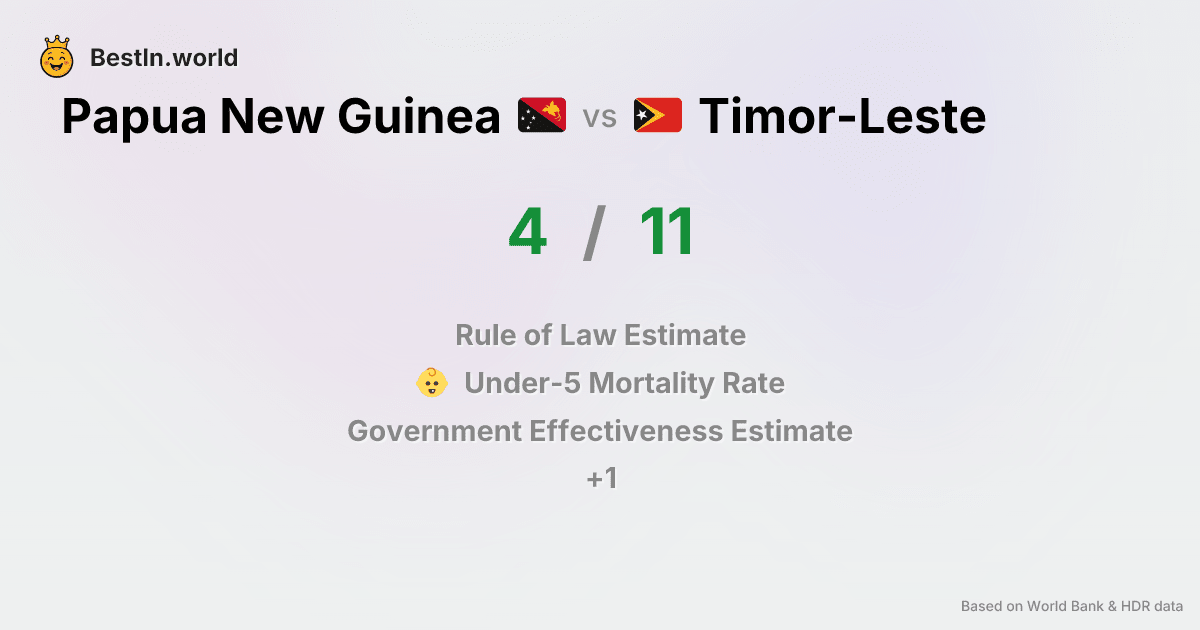 BestIn.world
Papua New Guinea vs Timor-Leste
4 / 11
Rule of Law Estimate
Under-5 Mortality Rate
Government Effectiveness Estimate
+1
Based on World Bank & HDR data